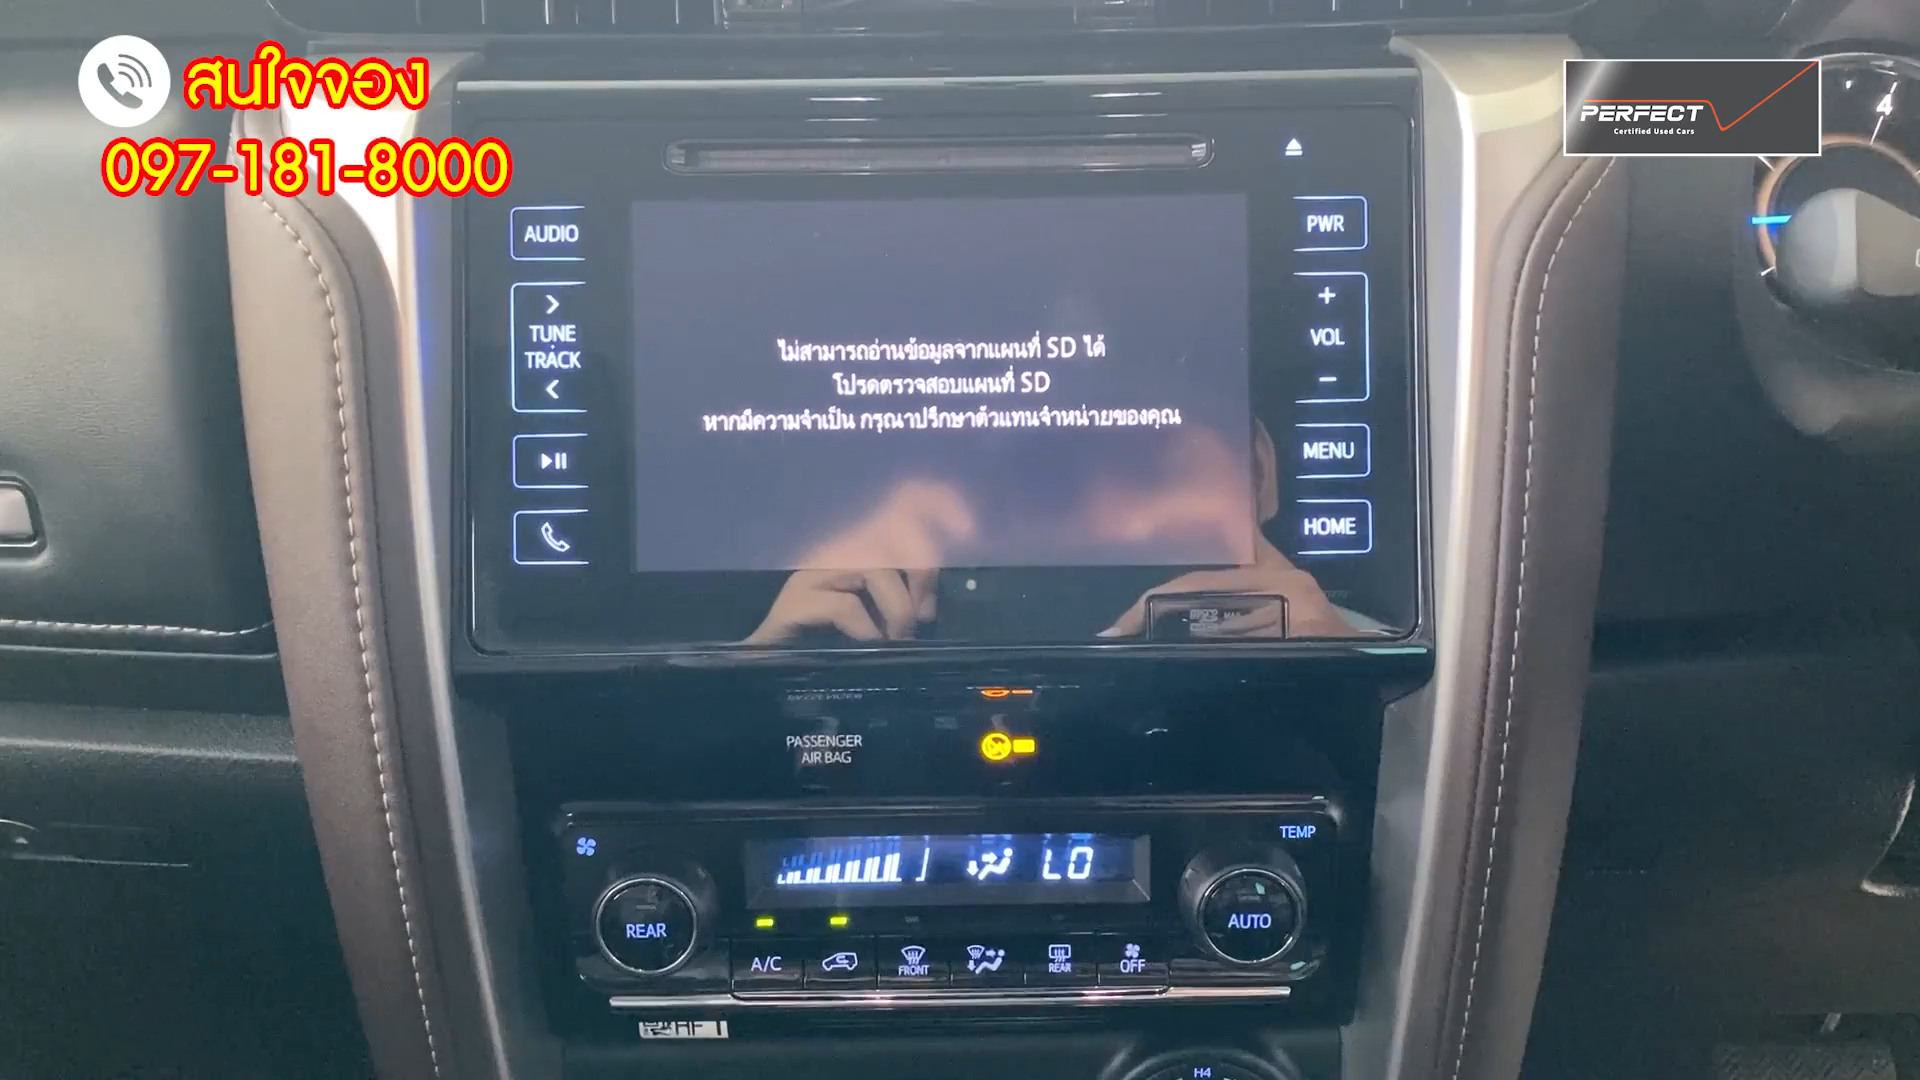 สนใจจอง
097-181-8000
PERFECT
Certified Used Cars
4
AUDIO
PWR
TUNE
TRACK
+
VOL
−
MENU
HOME
ไม่สามารถอ่านข้อมูลจากแผนที่ SD ได้
โปรดตรวจสอบแผนที่ SD
หากมีความจำเป็น กรุณาปรึกษาตัวแทนจำหน่ายของคุณ
MAP
PASSENGER
AIR BAG
TEMP
LO
REAR
AUTO
A/C
FRONT
REAR
OFF
H4